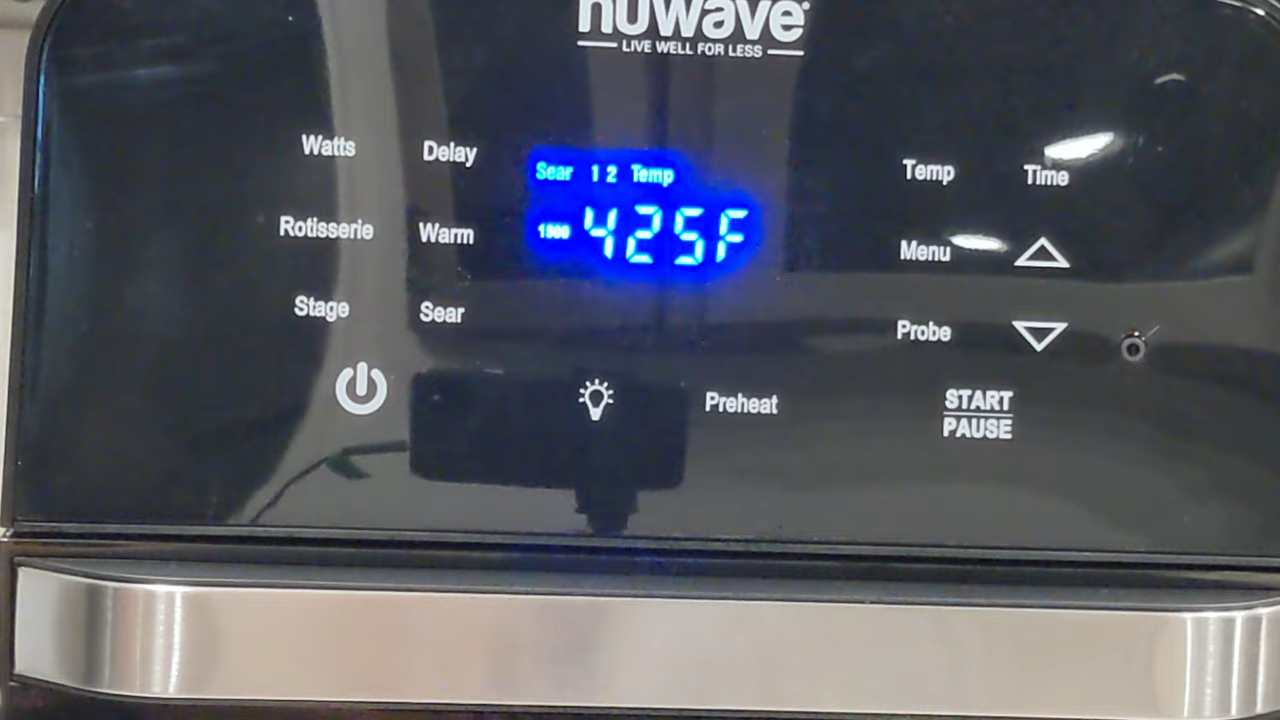 nuwave
LIVE WELL FOR LESS
Watts
Delay
Sear 1 2 Temp
Temp
Time
Rotisserie
Warm
1500 425F
Menu
Stage
Sear
Probe
Preheat
START
PAUSE